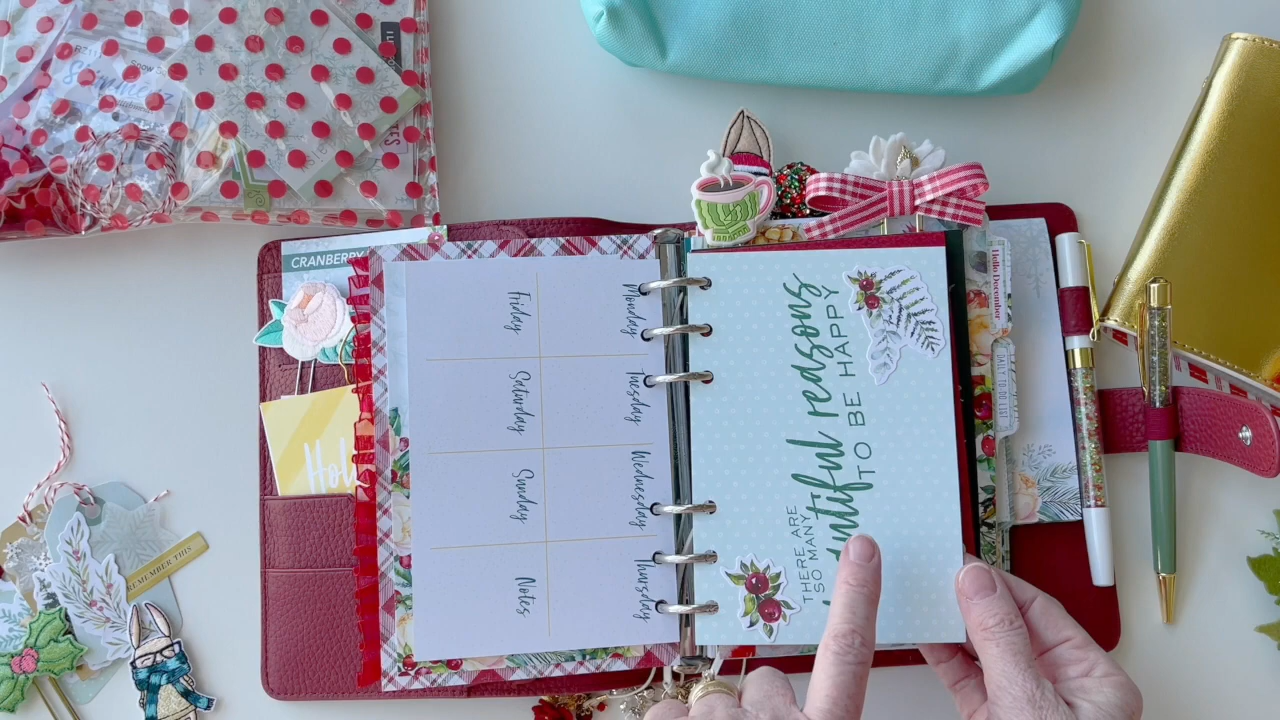 CRANBERRY
Monday
Tuesday
Wednesday
Thursday
Friday
Saturday
Sunday
Notes
THERE ARE
SO MANY
reasons
TO BE HAPPY
Hello December
DAILY TO DO LIST
REMEMBER THIS